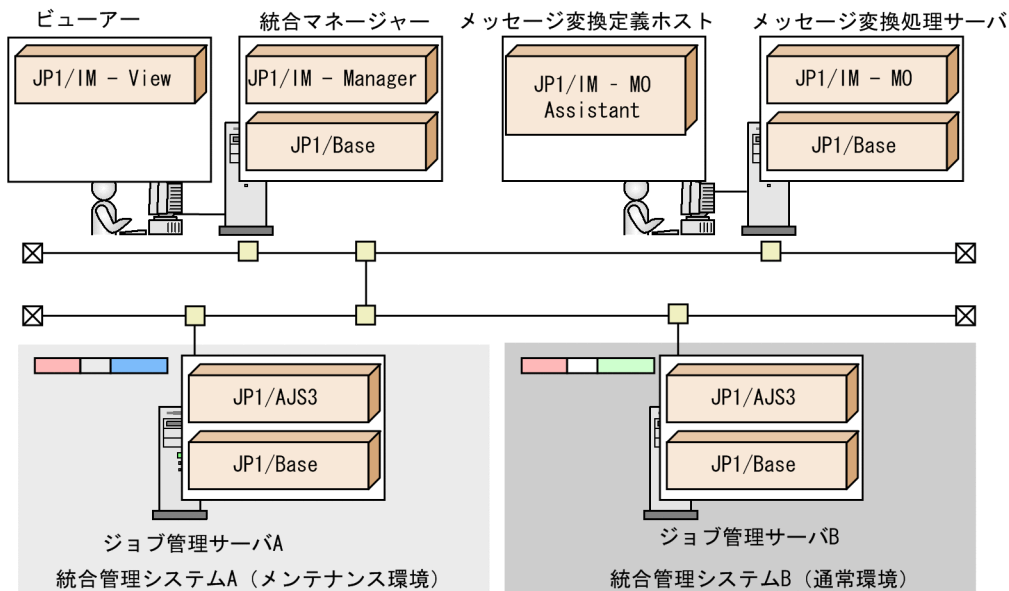 ビューアー
統合マネージャー
メッセージ変換定義ホスト
メッセージ変換処理サーバ
JP1/IM - View
JP1/IM - Manager
JP1/Base
JP1/IM - MO
Assistant
JP1/IM - MO
JP1/Base
JP1/AJS3
JP1/Base
ジョブ管理サーバA
統合管理システムA（メンテナンス環境）
JP1/AJS3
JP1/Base
ジョブ管理サーバB
統合管理システムB（通常環境）